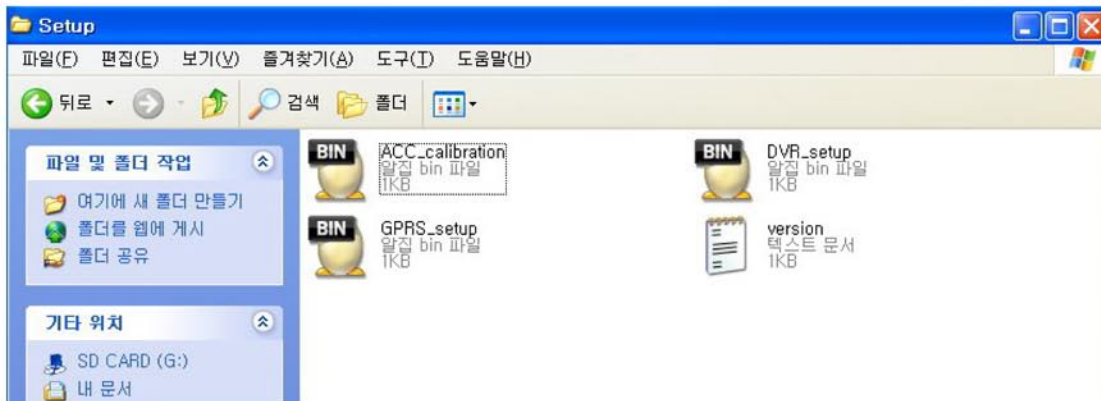 Setup
파일(F) 편집(E) 보기(V) 즐겨찾기(A) 도구(T) 도움말(H)
뒤로 검색 폴더
파일 및 폴더 작업
여기에 새 폴더 만들기
폴더를 웹에 게시
폴더 공유
기타 위치
SD CARD (G:)
내 문서
BIN
ACC_calibration
알집 bin 파일
1KB
BIN
DVR_setup
알집 bin 파일
1KB
BIN
GPRS_setup
알집 bin 파일
1KB
version
텍스트 문서
1KB